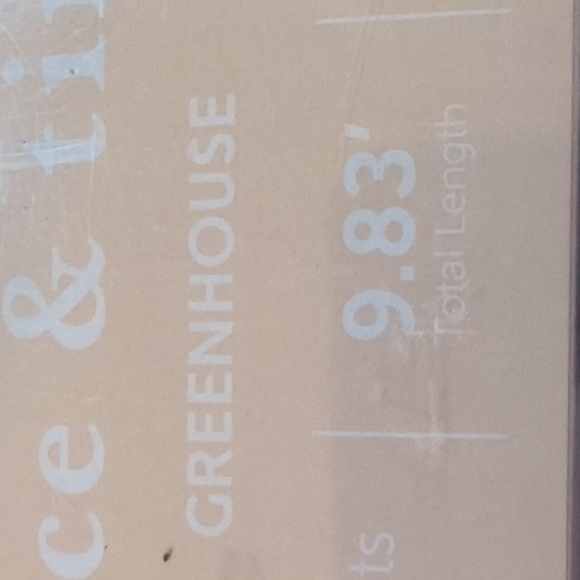 ce & ti
GREENHOUSE
9.83'
Total Length
ts